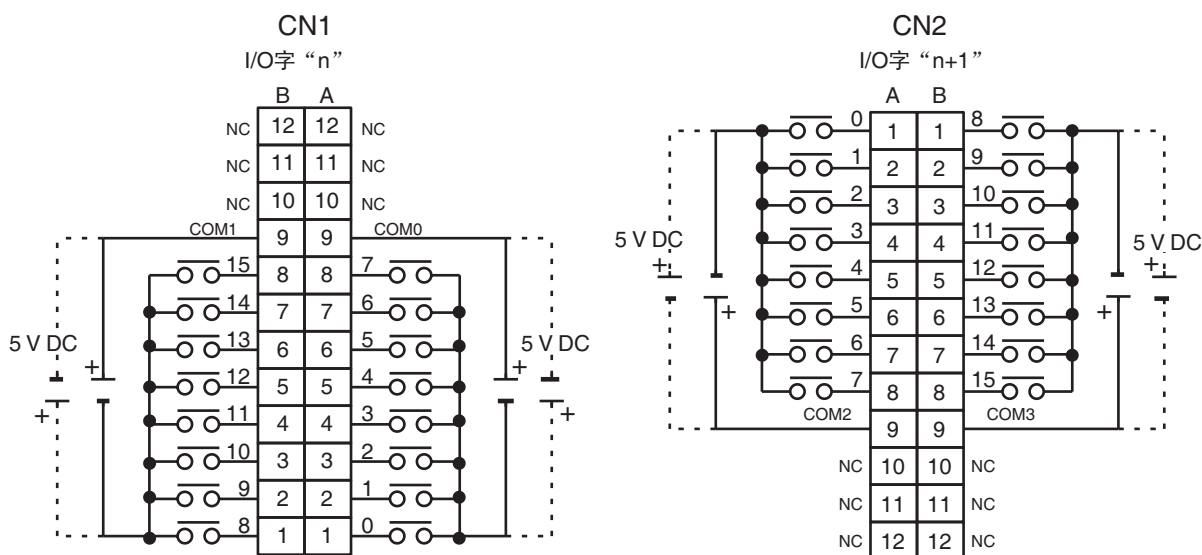 CN1
I/O字 “n”
B A
NC 12 12 NC
NC 11 11 NC
NC 10 10 NC
COM1 9 9 COM0
15 8 8 7
14 7 7 6
13 6 6 5
5 V DC 5 V DC
12 5 5 4
+ + + +
11 4 4 3
10 3 3 2
9 2 2 1
8 1 1 0
CN2
I/O字 “n+1”
A B
0 1 1 8
1 2 2 9
2 3 3 10
3 4 4 11
5 V DC 5 V DC
4 5 5 12
+ + + +
5 6 6 13
6 7 7 14
7 8 8 15
COM2 9 9 COM3
NC 10 10 NC
NC 11 11 NC
NC 12 12 NC